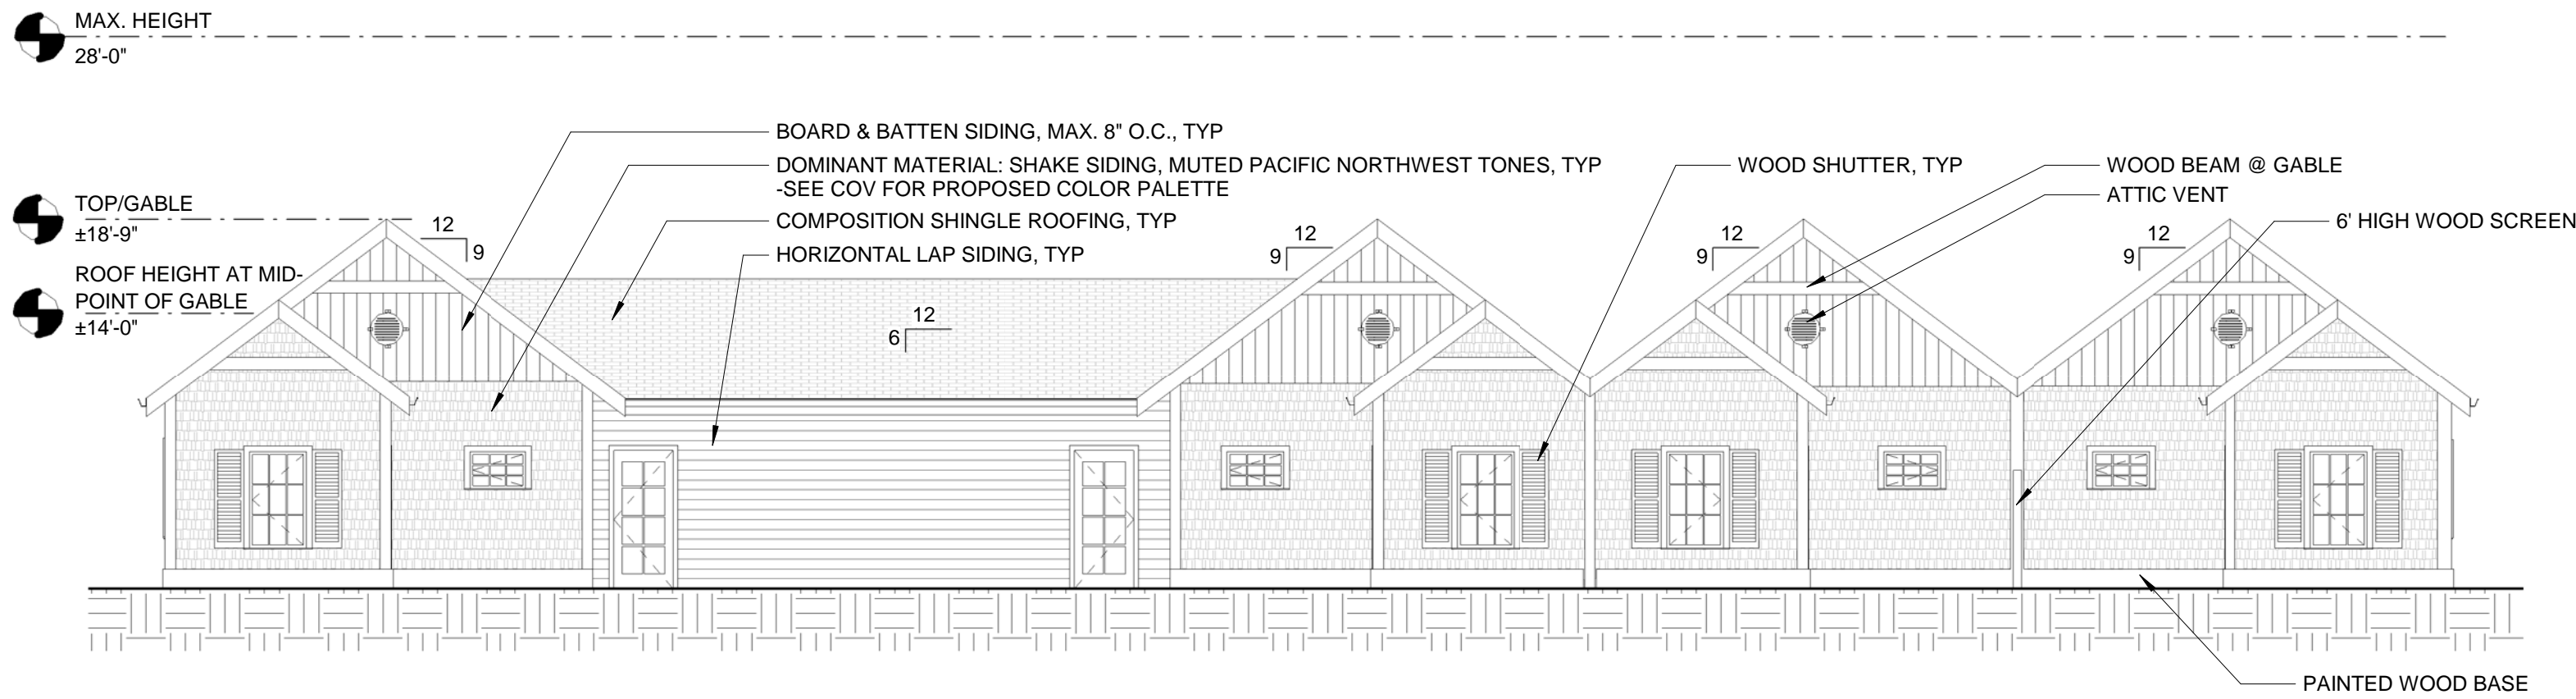 MAX. HEIGHT
28'-0"
BOARD & BATTEN SIDING, MAX. 8" O.C., TYP
DOMINANT MATERIAL: SHAKE SIDING, MUTED PACIFIC NORTHWEST TONES, TYP
-SEE COV FOR PROPOSED COLOR PALETTE
COMPOSITION SHINGLE ROOFING, TYP
HORIZONTAL LAP SIDING, TYP
WOOD SHUTTER, TYP
WOOD BEAM @ GABLE
ATTIC VENT
6' HIGH WOOD SCREEN
TOP/GABLE
±18'-9"
ROOF HEIGHT AT MID-
POINT OF GABLE
±14'-0"
12
9
12
6
12
9
12
9
12
9
PAINTED WOOD BASE